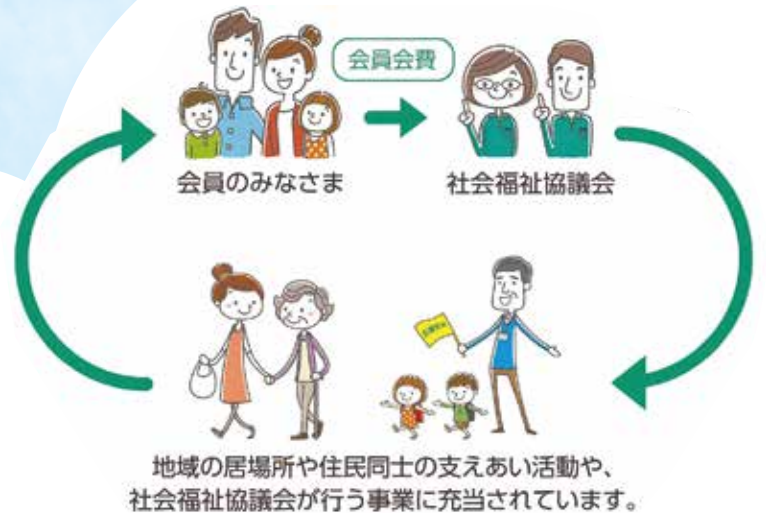 会員会費
会員のみなさま
社会福祉協議会
地域の居場所や住民同士の支えあい活動や、
社会福祉協議会が行う事業に充当されています。